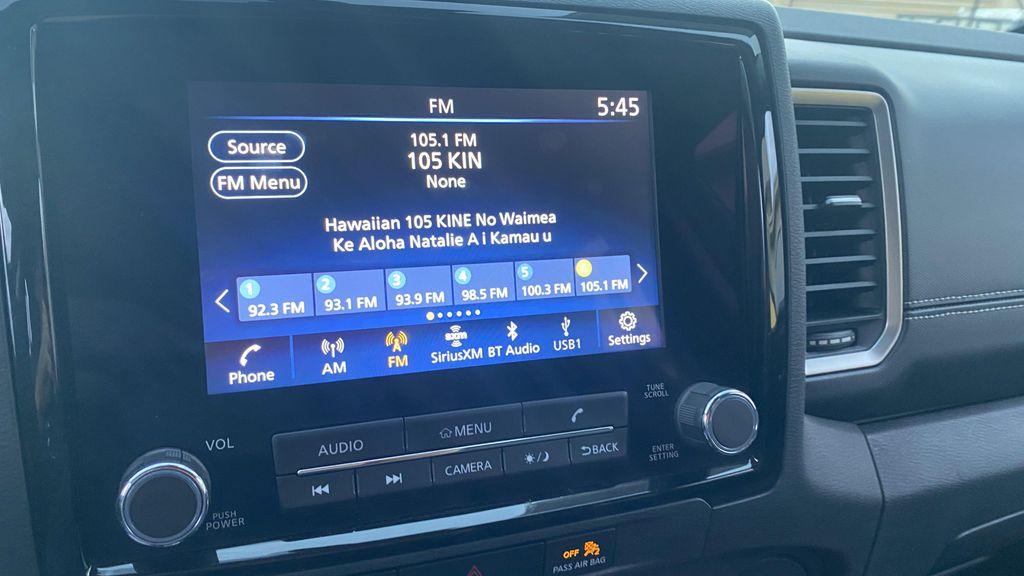 FM
5:45
Source
FM Menu
105.1 FM
105 KIN
None
Hawaiian 105 KINE No Waimea
Ke Aloha Natalie A i Kamau u
1 92.3 FM
2 93.1 FM
3 93.9 FM
4 98.5 FM
5 100.3 FM
105.1 FM
Phone
AM
FM
sxm
SiriusXM
BT Audio
USB1
Settings
VOL
PUSH
POWER
AUDIO
MENU
CAMERA
BACK
TUNE
SCROLL
ENTER
SETTING
OFF
PASS AIR BAG